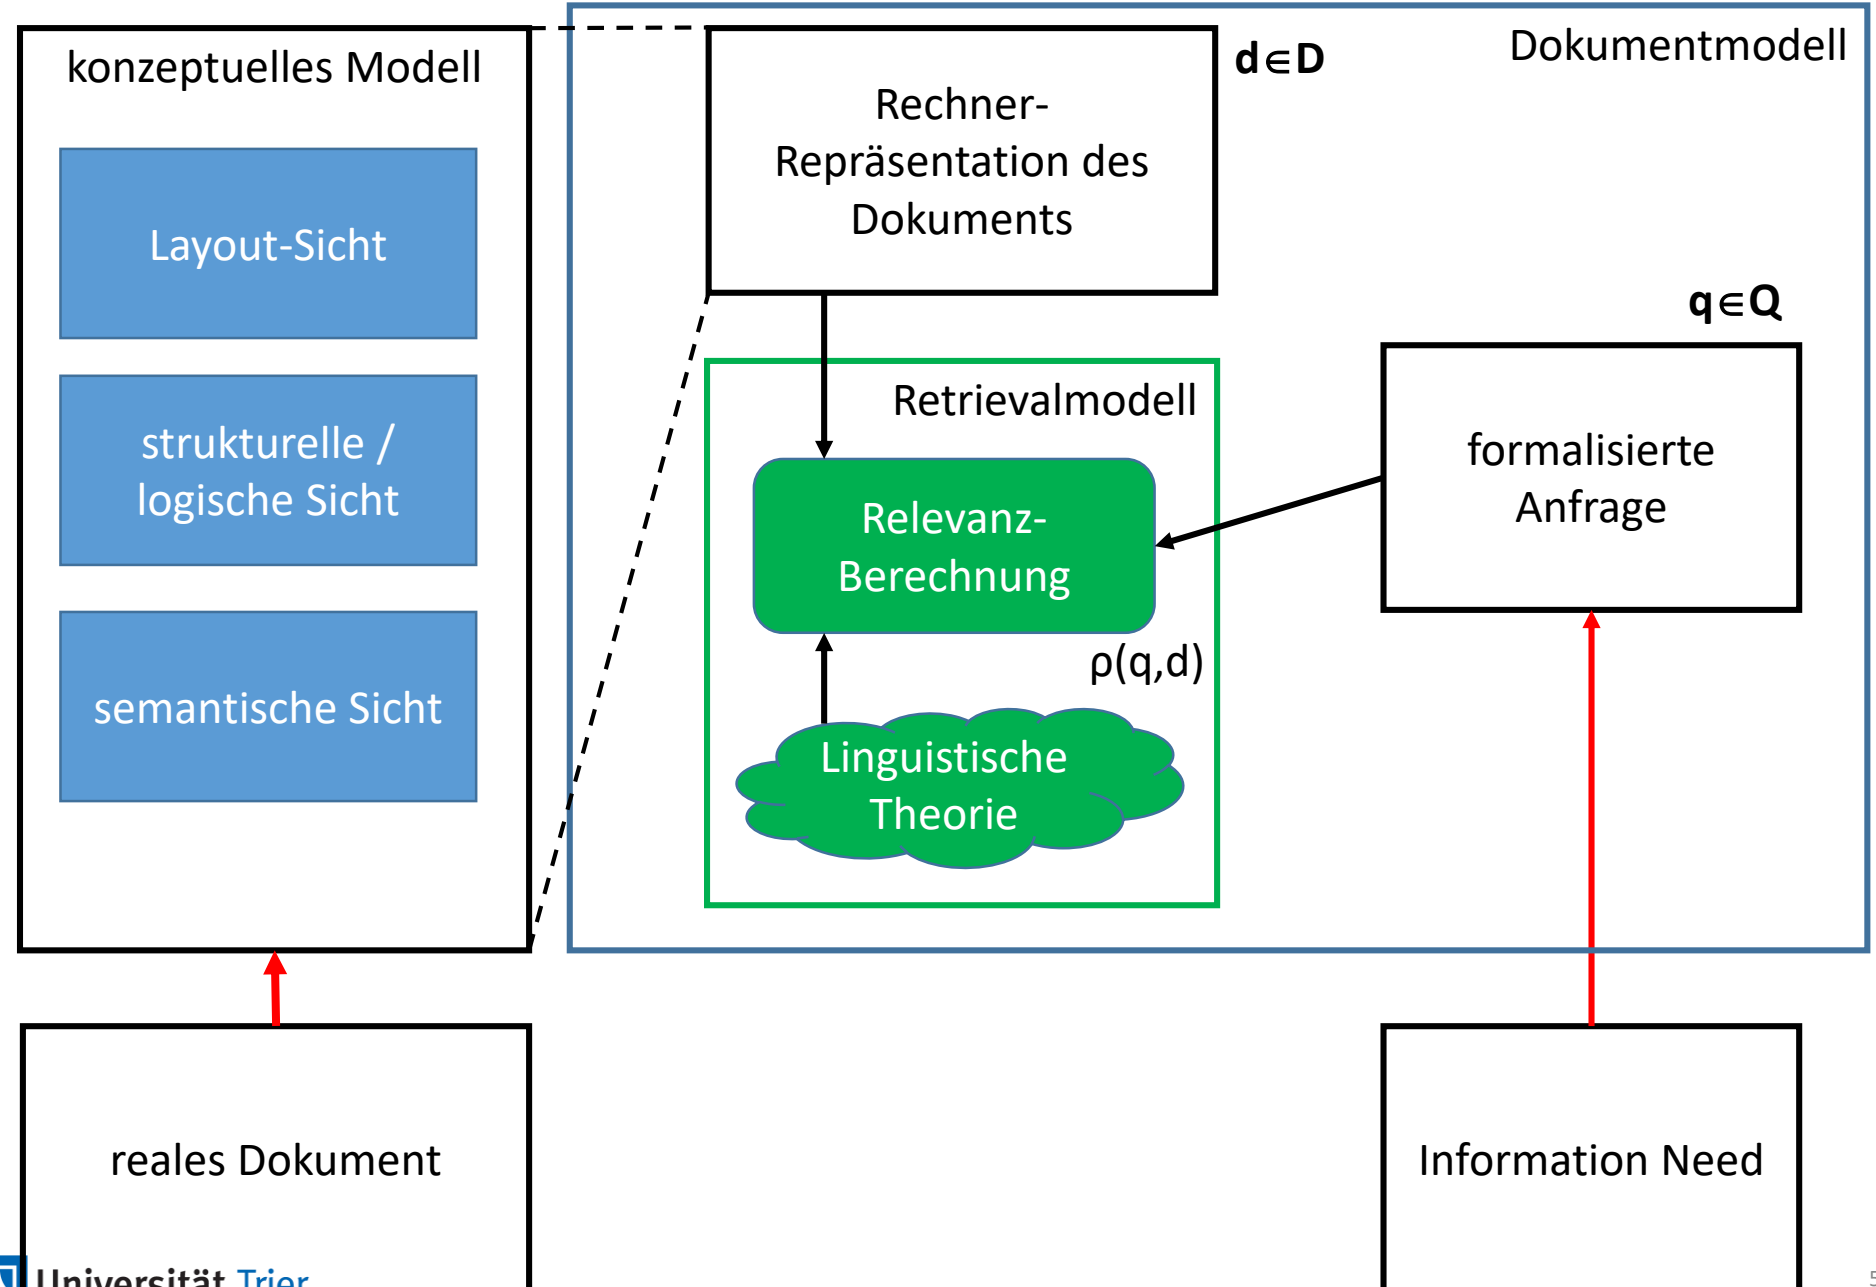 konzeptuelles Modell
Layout-Sicht
strukturelle /
logische Sicht
semantische Sicht
reales Dokument
Rechner-
Repräsentation des
Dokuments
d∈D
Dokumentmodell
q∈Q
formalisierte
Anfrage
Retrievalmodell
Relevanz-
Berechnung
ρ(q,d)
Linguistische
Theorie
Information Need
Universität Trier